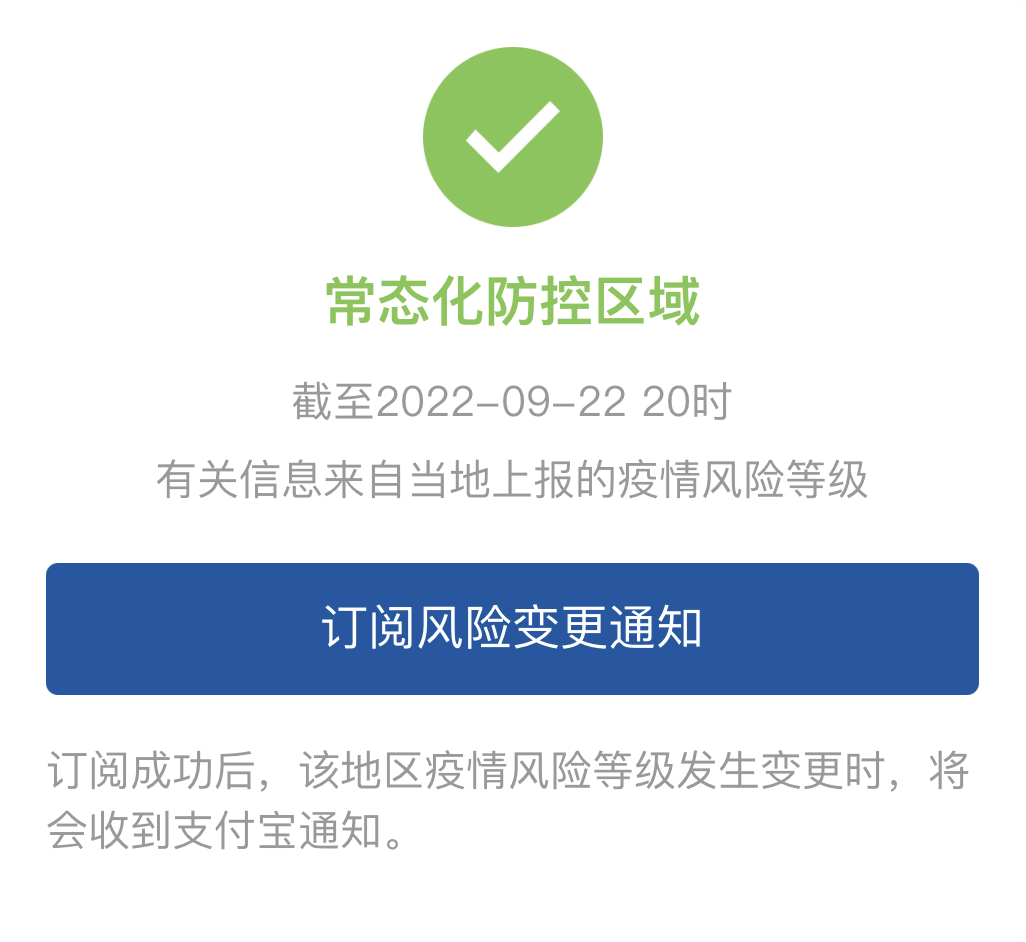 常态化防控区域
截至2022-09-22 20时
有关信息来自当地上报的疫情风险等级
订阅风险变更通知
订阅成功后，该地区疫情风险等级发生变更时，将
会收到支付宝通知。